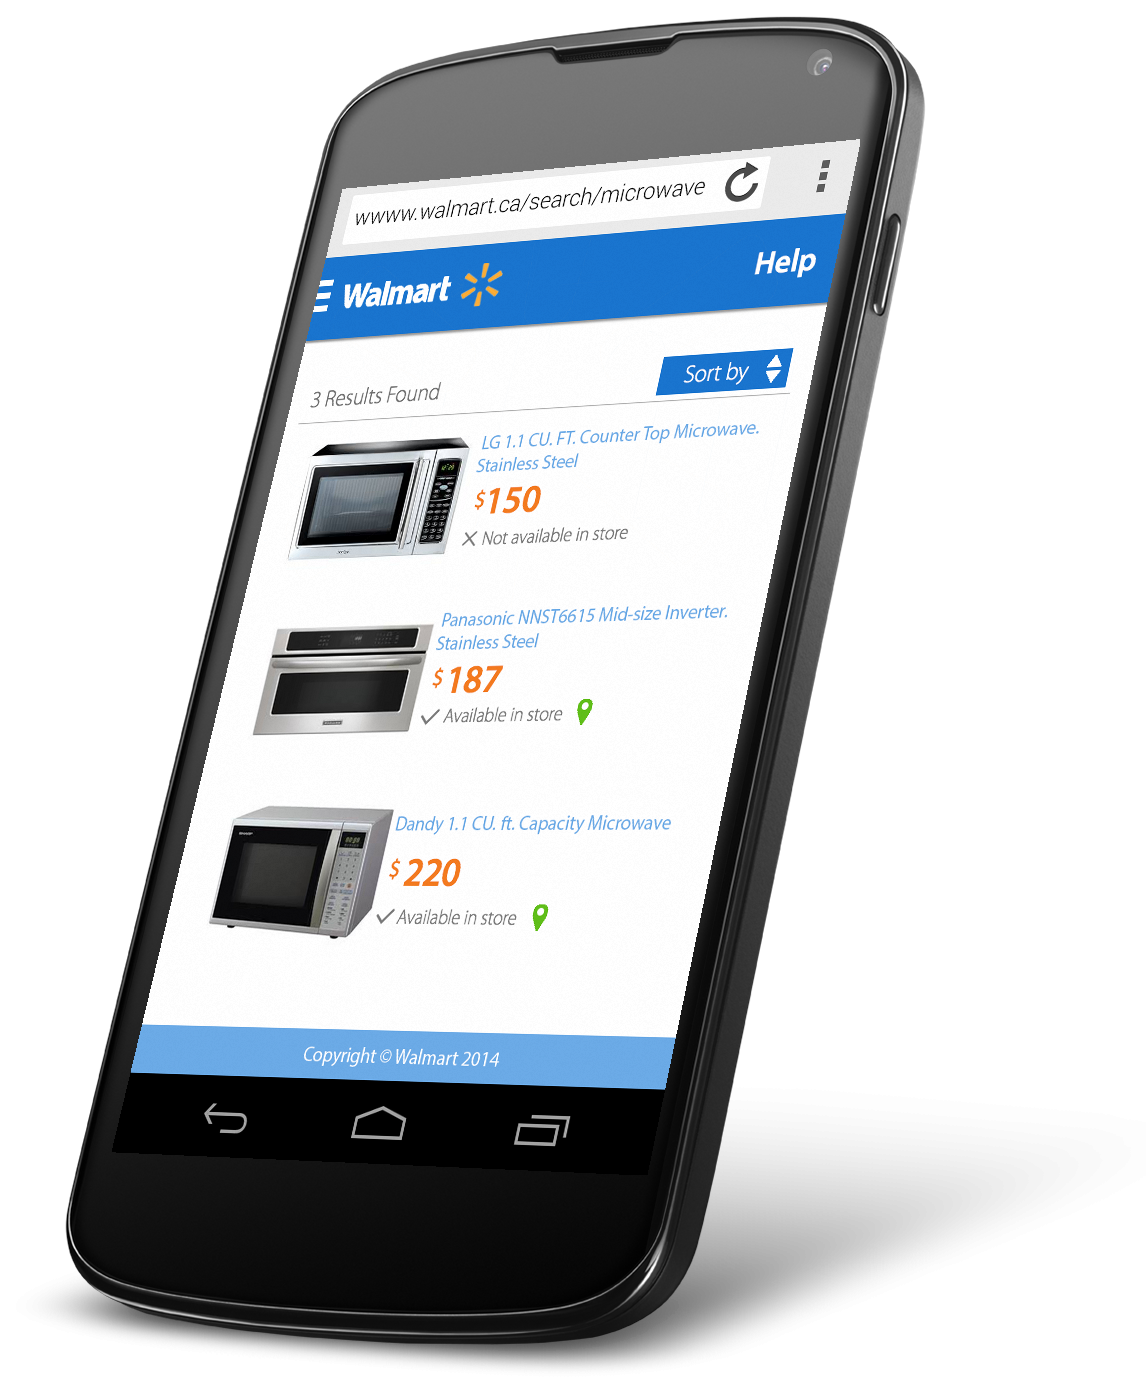 wwww.walmart.ca/search/microwave
Walmart
Help
3 Results Found
Sort by
LG 1.1 CU. FT. Counter Top Microwave.
Stainless Steel
$150
Not available in store
Panasonic NNST6615 Mid-size Inverter.
Stainless Steel
$187
Available in store
Dandy 1.1 CU. ft. Capacity Microwave
$220
Available in store
Copyright © Walmart 2014